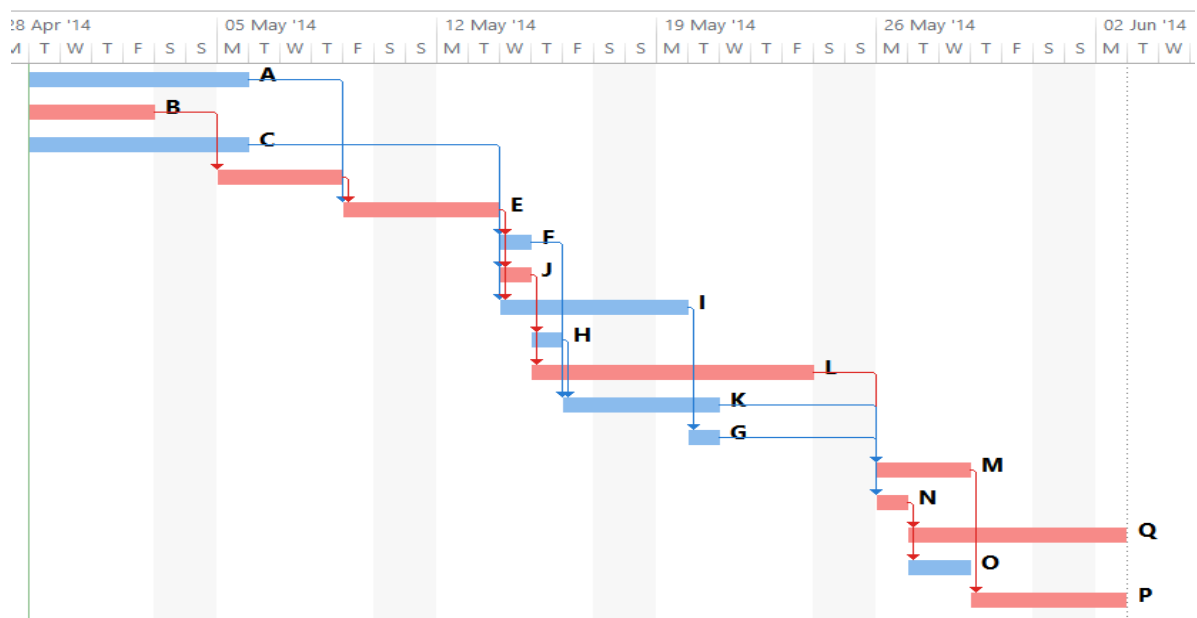 28 Apr '14 05 May '14 12 May '14 19 May '14 26 May '14 02 Jun '14
M T W T F S S M T W T F S S M T W T F S S M T W T F S S M T W T F S S M T W
A
B
C
E
F
J
I
H
L
K
G
M
N
Q
O
P